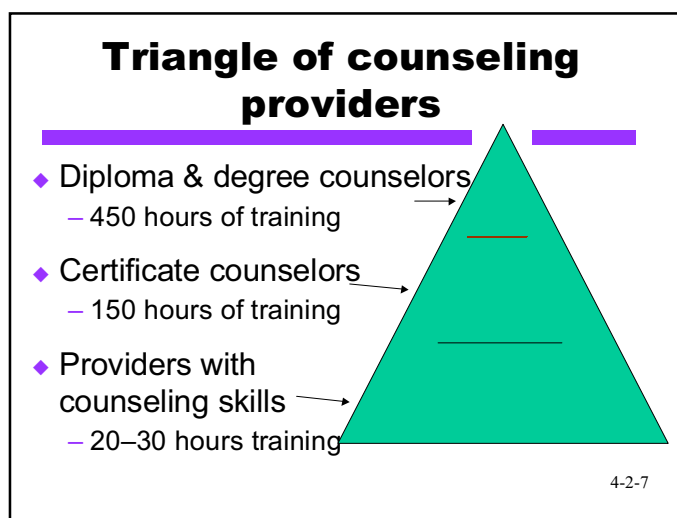 Triangle of counseling
providers
◆ Diploma & degree counselors
– 450 hours of training
◆ Certificate counselors
– 150 hours of training
◆ Providers with
counseling skills
– 20–30 hours training
4-2-7